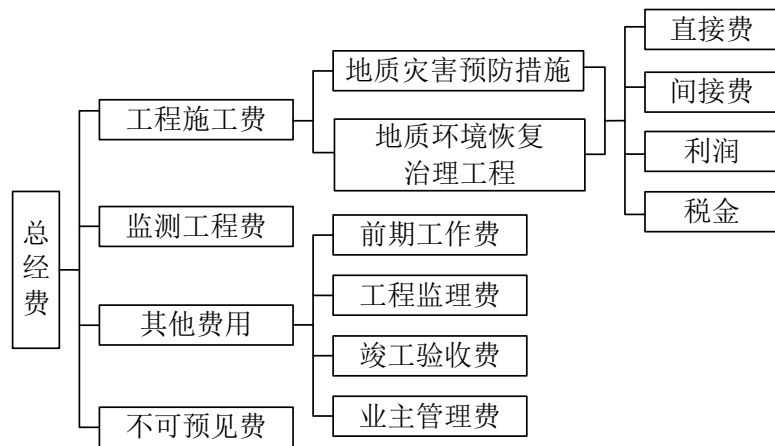 总
经
费
工程施工费
监测工程费
其他费用
不可预见费
地质灾害预防措施
地质环境恢复
治理工程
前期工作费
工程监理费
竣工验收费
业主管理费
直接费
间接费
利润
税金